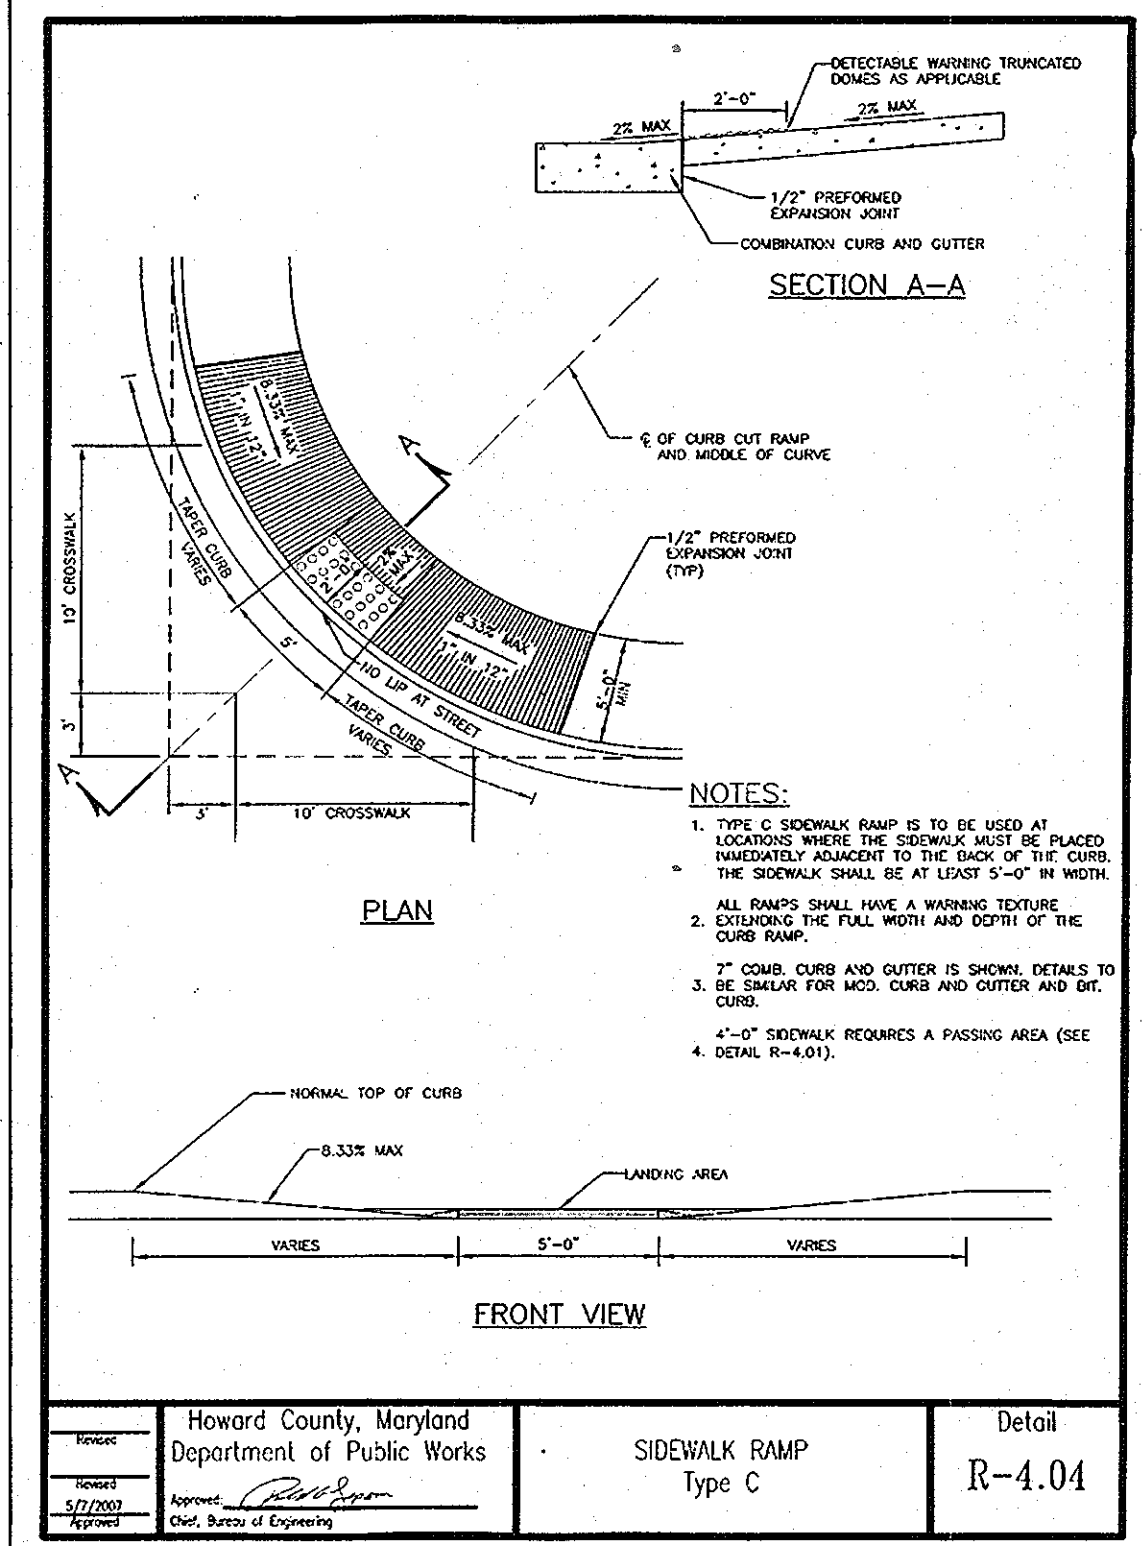 DETECTABLE WARNING TRUNCATED
DOMES AS APPLICABLE
2'-0"
2% MAX
2% MAX
1/2" PREFORMED
EXPANSION JOINT
COMBINATION CURB AND GUTTER
SECTION A-A
8.33% MAX
1" IN 12"
A
℄ OF CURB CUT RAMP
AND MIDDLE OF CURVE
1/2" PREFORMED
EXPANSION JOINT
(TYP)
10' CROSSWALK
TAPER CURB
VARIES
2%
MAX
8.33% MAX
1" IN 12"
5'
NO LIP AT STREET
5'-0"
MIN
TAPER CURB
VARIES
3'
A
10' CROSSWALK
PLAN
NOTES:
1. TYPE C SIDEWALK RAMP IS TO BE USED AT
LOCATIONS WHERE THE SIDEWALK MUST BE PLACED
IMMEDIATELY ADJACENT TO THE BACK OF THE CURB.
THE SIDEWALK SHALL BE AT LEAST 5'-0" IN WIDTH.
ALL RAMPS SHALL HAVE A WARNING TEXTURE
2. EXTENDING THE FULL WIDTH AND DEPTH OF THE
CURB RAMP.
7" COMB. CURB AND GUTTER IS SHOWN. DETAILS TO
3. BE SIMILAR FOR MOD. CURB AND GUTTER AND BIT.
CURB.
4'-0" SIDEWALK REQUIRES A PASSING AREA (SEE
4. DETAIL R-4.01).
NORMAL TOP OF CURB
8.33% MAX
LANDING AREA
VARIES
5'-0"
VARIES
FRONT VIEW
Revised
Revised
5/7/2007
Approved
Howard County, Maryland
Department of Public Works
Approved:
Chief, Bureau of Engineering
SIDEWALK RAMP
Type C
Detail
R-4.04